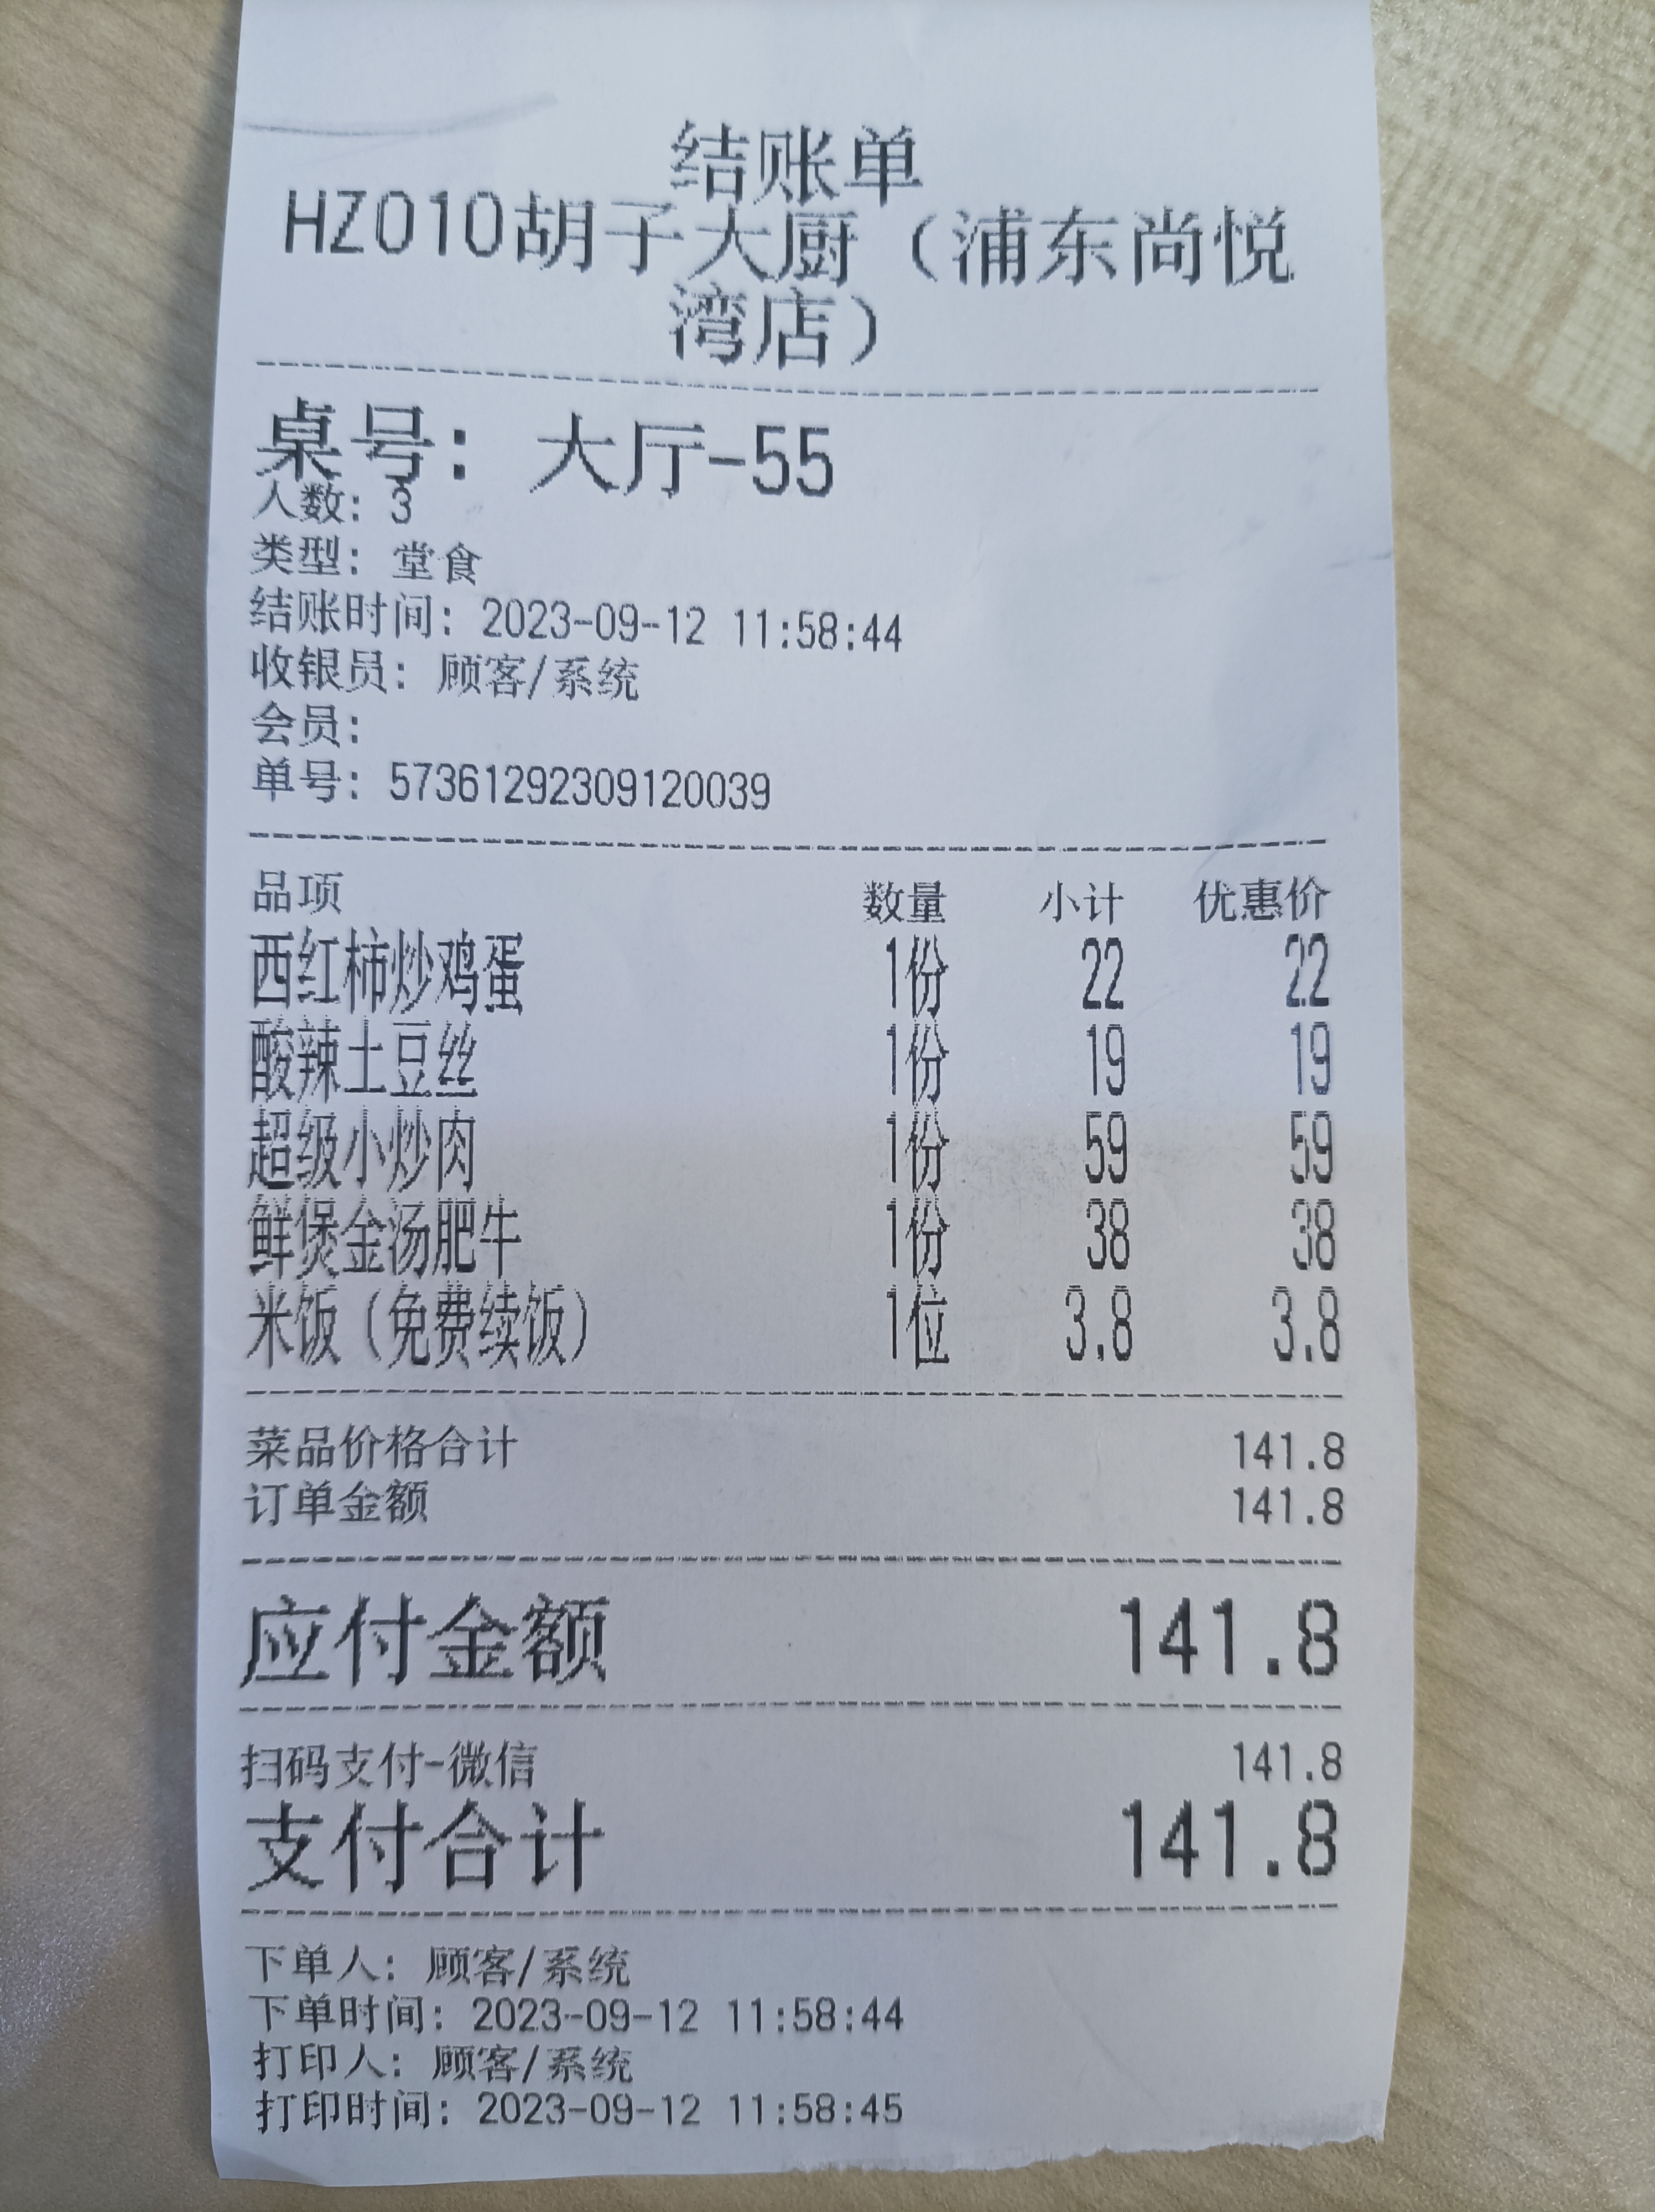 结账单
HZ010胡子大厨（浦东尚悦
湾店）
桌号：大厅-55
人数：3
类型：堂食
结账时间：2023-09-12 11:58:44
收银员：顾客/系统
会员：
单号：573612922309120039
品项 数量 小计 优惠价
西红柿炒鸡蛋 1份 22 22
酸辣土豆丝 1份 19 19
超级小炒肉 1份 59 59
鲜煲金汤肥牛 1份 38 38
米饭（免费续饭） 1位 3.8 3.8
菜品价格合计 141.8
订单金额 141.8
应付金额 141.8
扫码支付-微信 141.8
支付合计 141.8
下单人：顾客/系统
下单时间：2023-09-12 11:58:44
打印人：顾客/系统
打印时间：2023-09-12 11:58:45